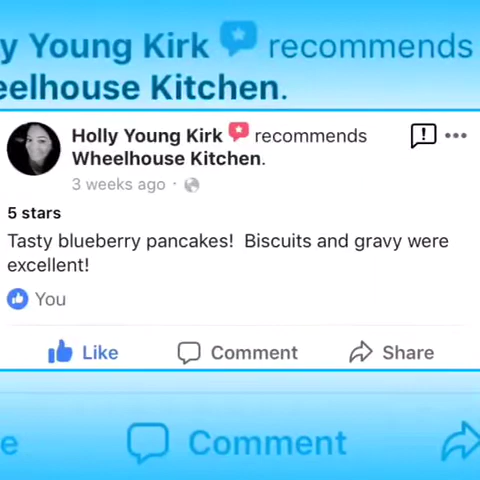 y Young Kirk recommends
eelhouse Kitchen.
Holly Young Kirk recommends
Wheelhouse Kitchen.
3 weeks ago ·
5 stars
Tasty blueberry pancakes!  Biscuits and gravy were
excellent!
You
Like Comment Share
e Comment